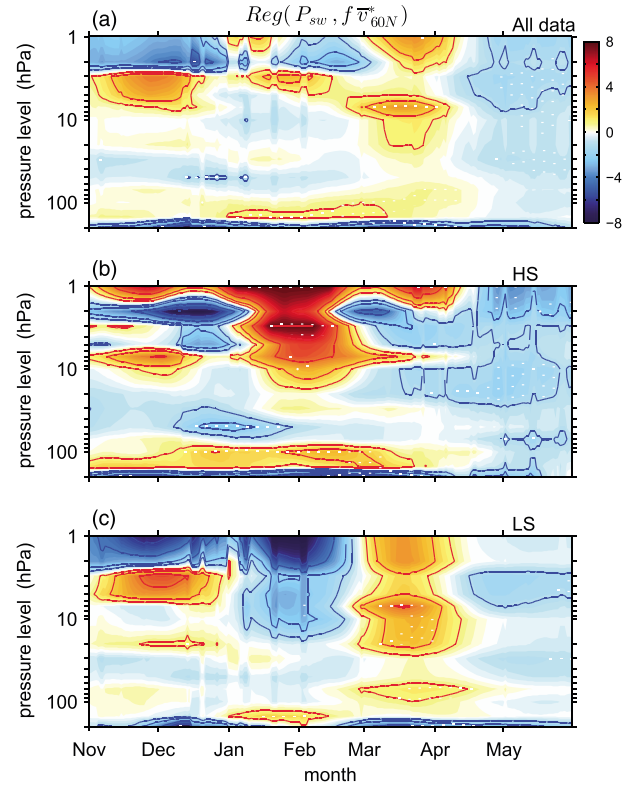 Reg( P_sw , f v̅*_60N )
(a)
All data
1
10
100
pressure level (hPa)
8
4
0
−4
−8
(b)
HS
1
10
100
pressure level (hPa)
(c)
LS
1
10
100
pressure level (hPa)
Nov Dec Jan Feb Mar Apr May
month